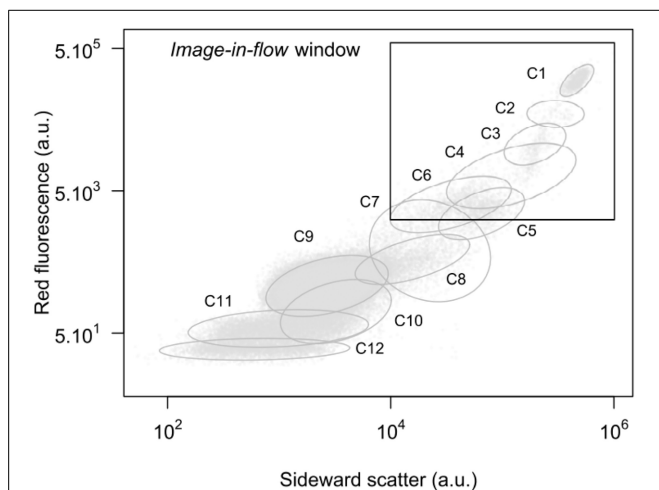 5.10⁵
Image-in-flow window
C1
C2
C3
C4
5.10³
C6
C7
C5
C9
C8
C11
C10
5.10¹
C12
10² 10⁴ 10⁶
Red fluorescence (a.u.)
Sideward scatter (a.u.)